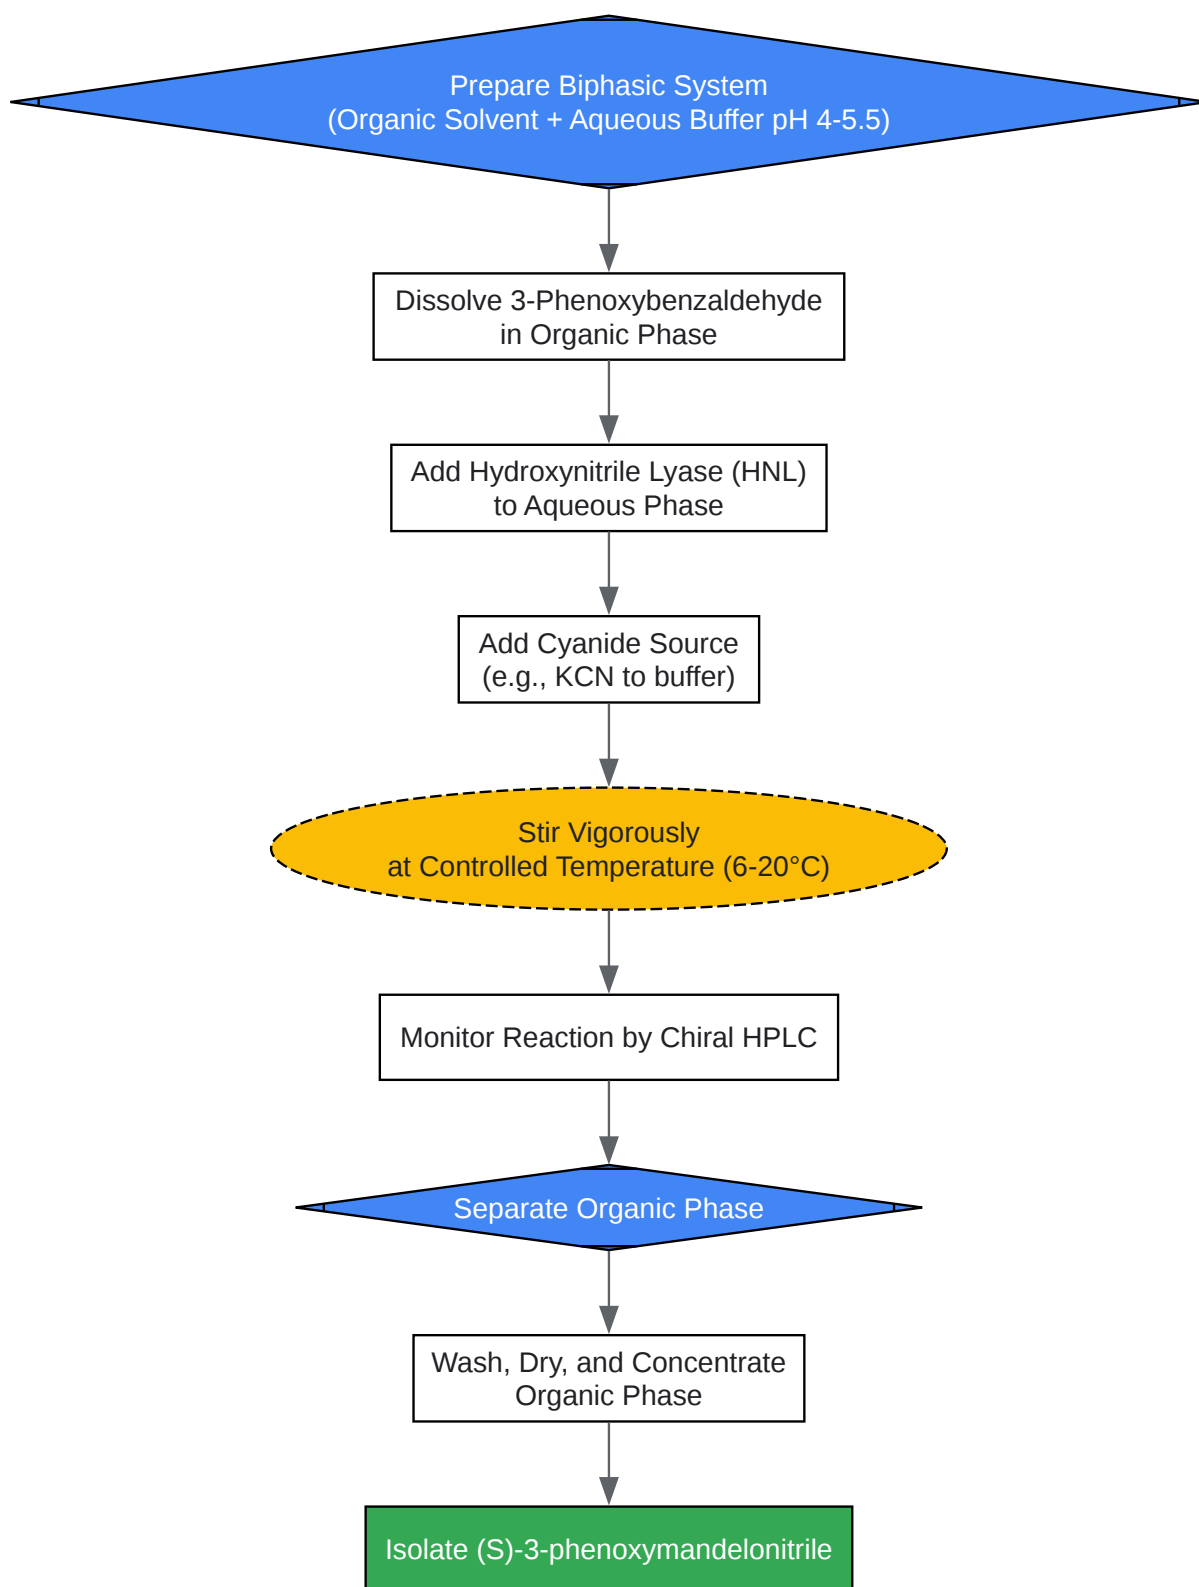 Prepare Biphasic System
(Organic Solvent + Aqueous Buffer pH 4-5.5)
Dissolve 3-Phenoxybenzaldehyde
in Organic Phase
Add Hydroxynitrile Lyase (HNL)
to Aqueous Phase
Add Cyanide Source
(e.g., KCN to buffer)
Stir Vigorously
at Controlled Temperature (6-20°C)
Monitor Reaction by Chiral HPLC
Separate Organic Phase
Wash, Dry, and Concentrate
Organic Phase
Isolate (S)-3-phenoxymandelonitrile